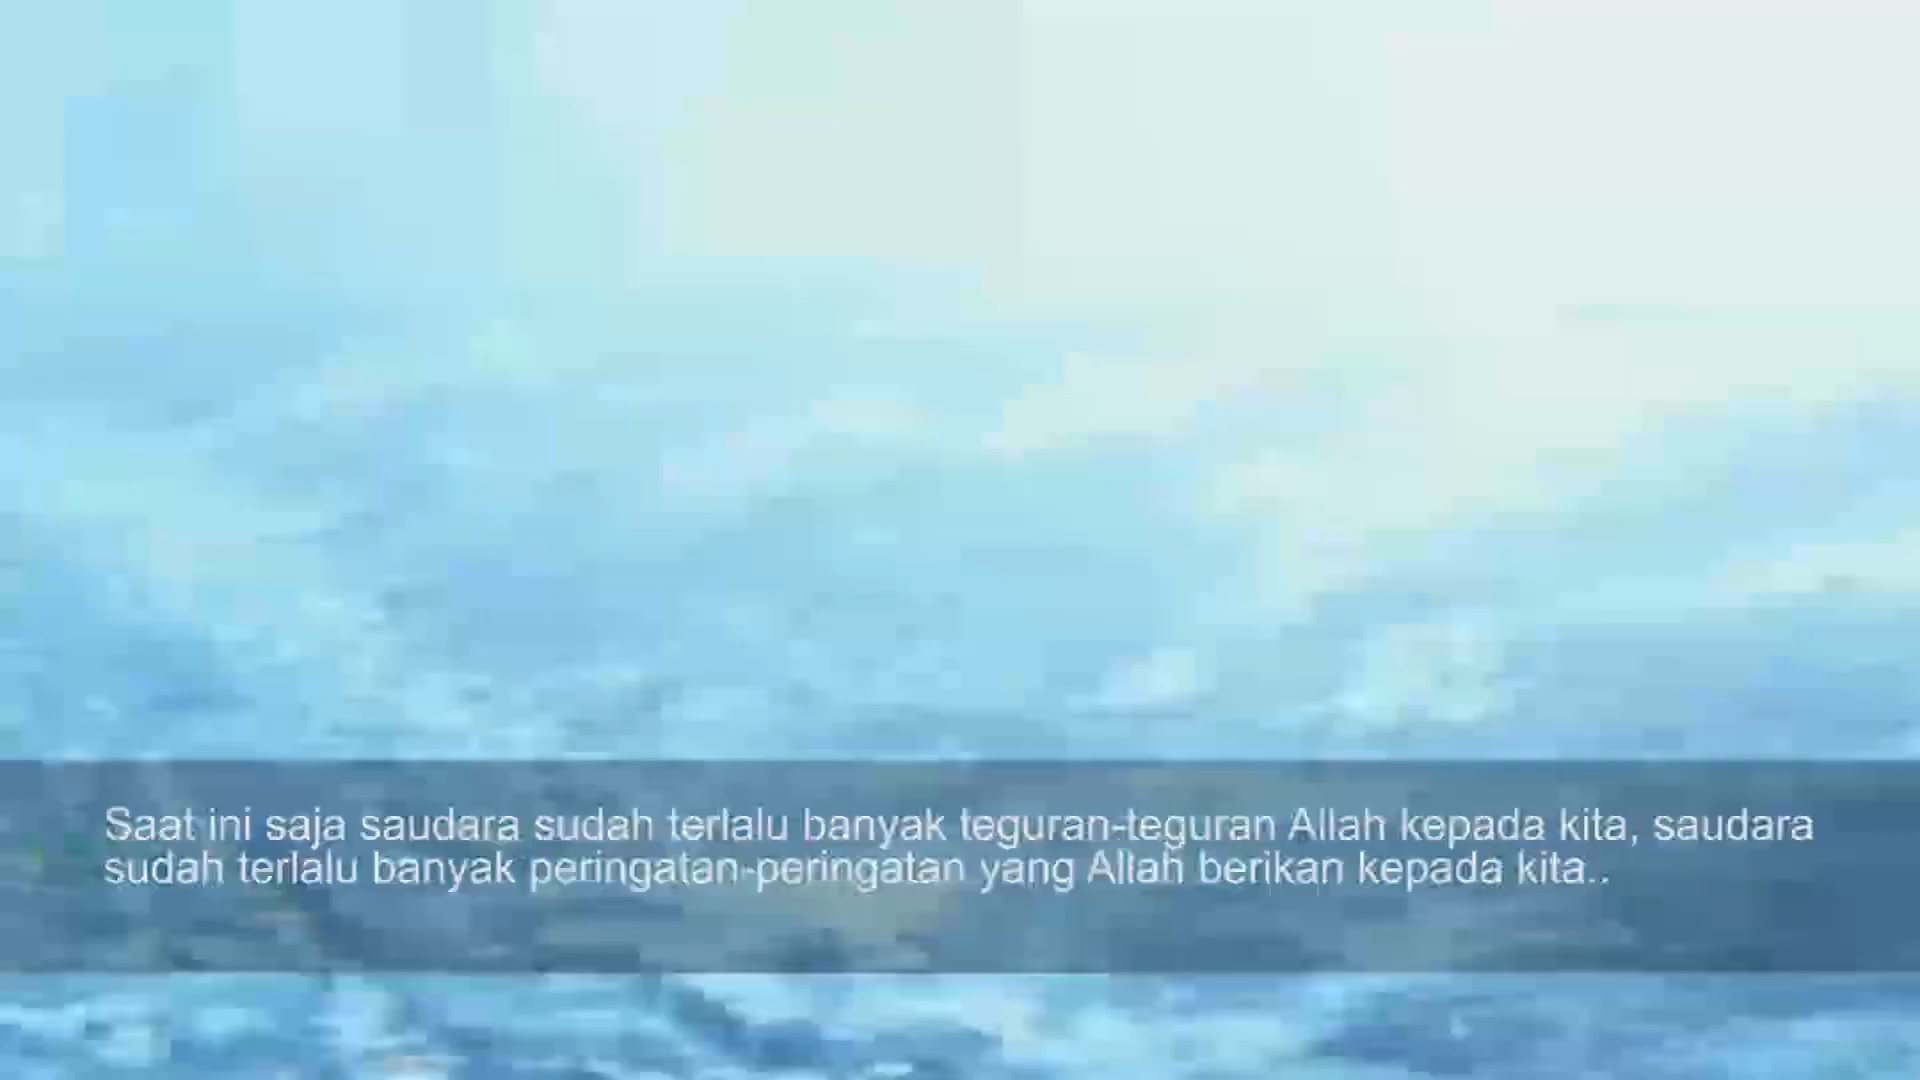 Saat ini saja saudara sudah terlalu banyak teguran-teguran Allah kepada kita, saudara
sudah terlalu banyak peringatan-peringatan yang Allah berikan kepada kita..